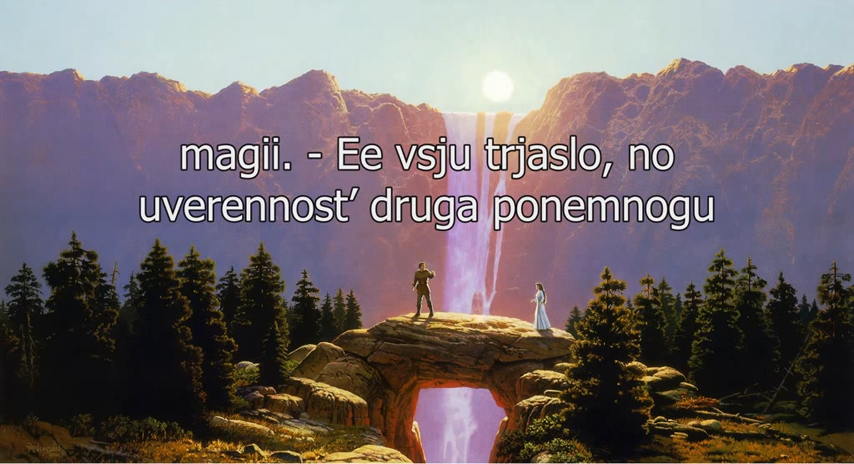 magii. - Ee vsju trjaslo, no
uverennost’ druga ponemnogu